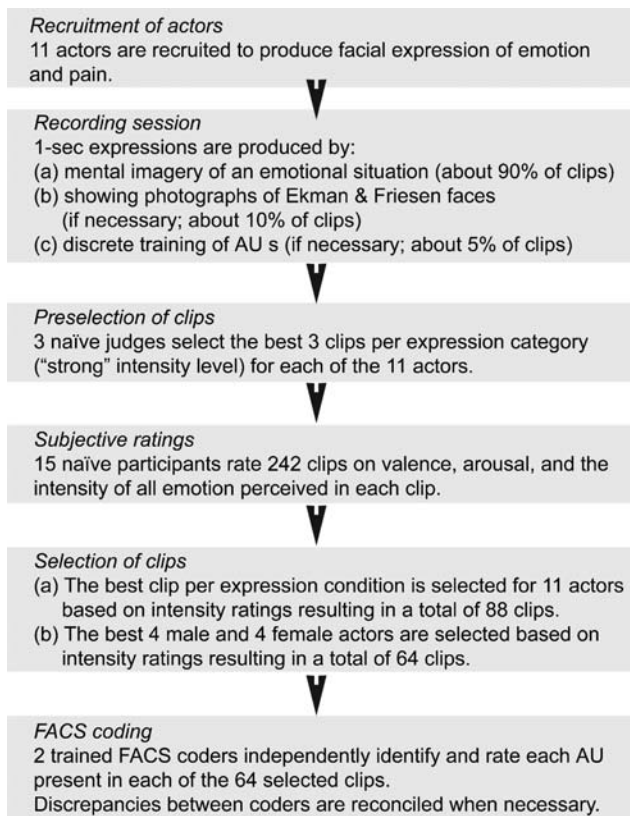 Recruitment of actors
11 actors are recruited to produce facial expression of emotion
and pain.
Recording session
1-sec expressions are produced by:
(a) mental imagery of an emotional situation (about 90% of clips)
(b) showing photographs of Ekman & Friesen faces
(if necessary; about 10% of clips)
(c) discrete training of AU s (if necessary; about 5% of clips)
Preselection of clips
3 naïve judges select the best 3 clips per expression category
(“strong” intensity level) for each of the 11 actors.
Subjective ratings
15 naïve participants rate 242 clips on valence, arousal, and the
intensity of all emotion perceived in each clip.
Selection of clips
(a) The best clip per expression condition is selected for 11 actors
based on intensity ratings resulting in a total of 88 clips.
(b) The best 4 male and 4 female actors are selected based on
intensity ratings resulting in a total of 64 clips.
FACS coding
2 trained FACS coders independently identify and rate each AU
present in each of the 64 selected clips.
Discrepancies between coders are reconciled when necessary.